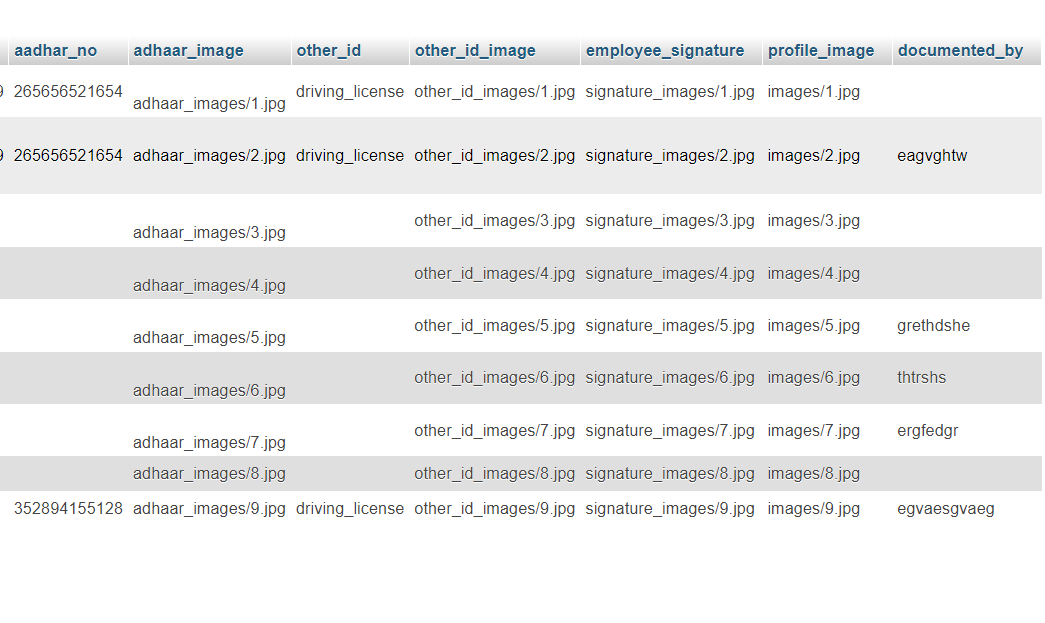 aadhar_no adhaar_image other_id other_id_image employee_signature profile_image documented_by
9 265656521654 adhaar_images/1.jpg driving_license other_id_images/1.jpg signature_images/1.jpg images/1.jpg
9 265656521654 adhaar_images/2.jpg driving_license other_id_images/2.jpg signature_images/2.jpg images/2.jpg eagvghtw
adhaar_images/3.jpg other_id_images/3.jpg signature_images/3.jpg images/3.jpg
adhaar_images/4.jpg other_id_images/4.jpg signature_images/4.jpg images/4.jpg
adhaar_images/5.jpg other_id_images/5.jpg signature_images/5.jpg images/5.jpg grethdshe
adhaar_images/6.jpg other_id_images/6.jpg signature_images/6.jpg images/6.jpg thtrshs
adhaar_images/7.jpg other_id_images/7.jpg signature_images/7.jpg images/7.jpg ergfedgr
adhaar_images/8.jpg other_id_images/8.jpg signature_images/8.jpg images/8.jpg
352894155128 adhaar_images/9.jpg driving_license other_id_images/9.jpg signature_images/9.jpg images/9.jpg egvaesgvaeg